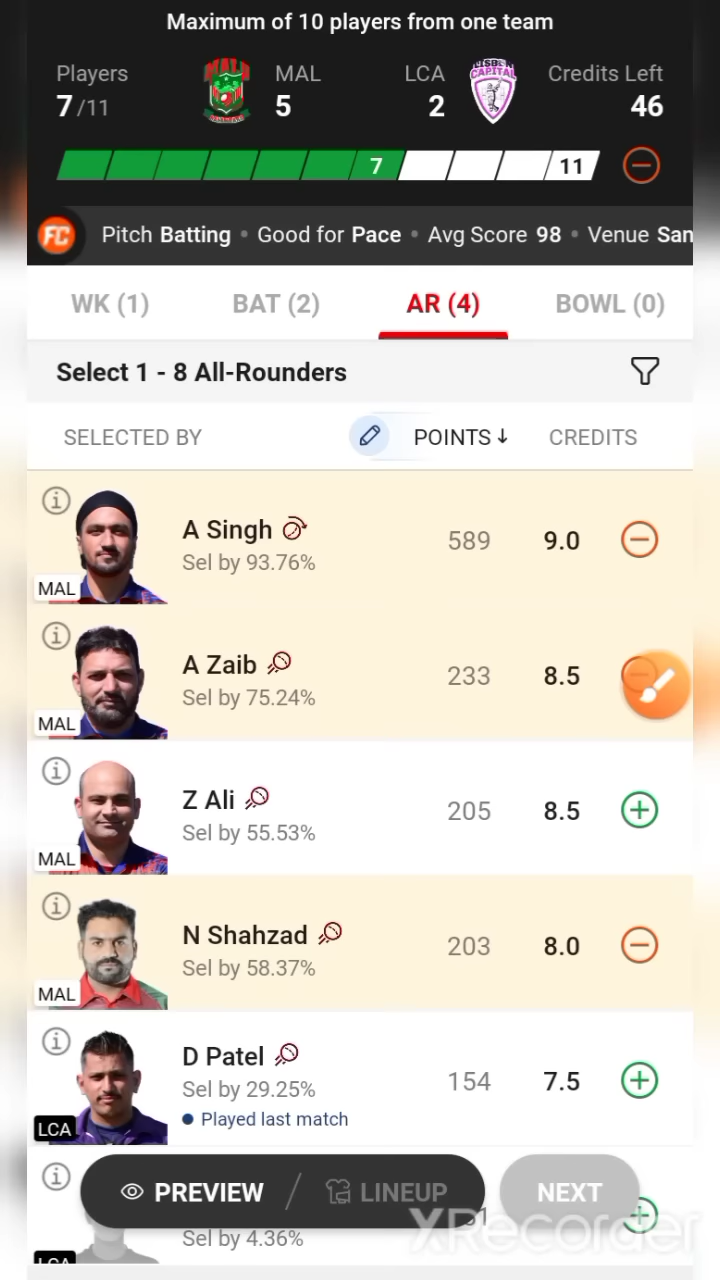 Maximum of 10 players from one team
Players MAL LCA Credits Left
7/11 5 2 46
7 11
FC Pitch Batting • Good for Pace • Avg Score 98 • Venue San
WK (1) BAT (2) AR (4) BOWL (0)
Select 1 - 8 All-Rounders
SELECTED BY POINTS ↓ CREDITS
A Singh 589 9.0
Sel by 93.76%
MAL
A Zaib 233 8.5
Sel by 75.24%
MAL
Z Ali 205 8.5
Sel by 55.53%
MAL
N Shahzad 203 8.0
Sel by 58.37%
MAL
D Patel 154 7.5
Sel by 29.25%
• Played last match
LCA
PREVIEW / LINEUP NEXT
Sel by 4.36%
LCA
XRecorder